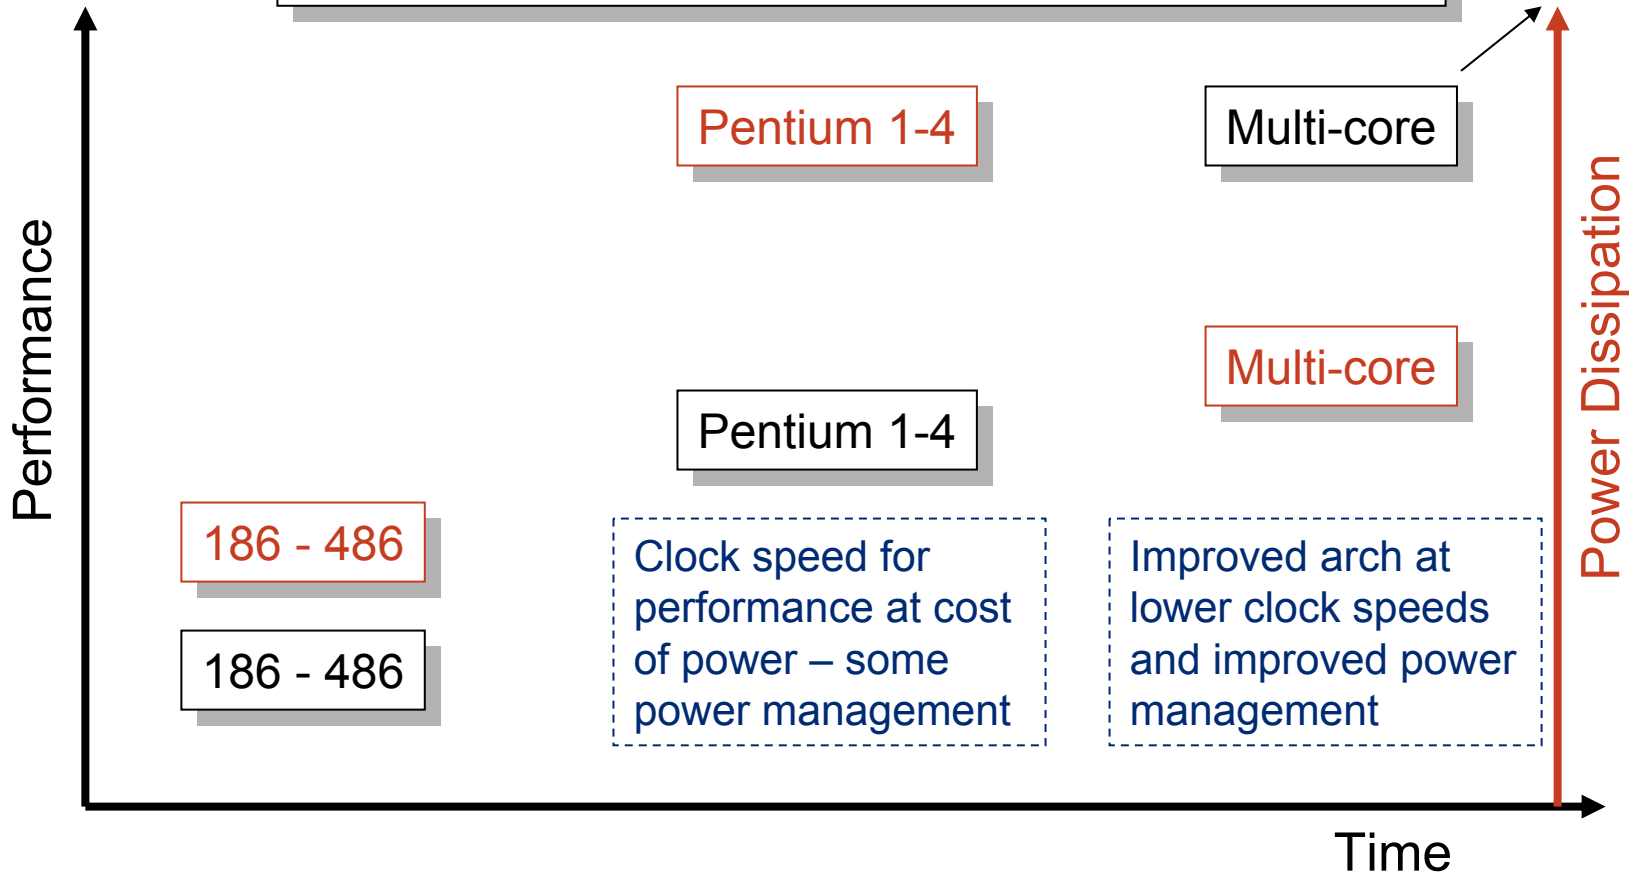 Performance
Power Dissipation
Pentium 1-4
Multi-core
Multi-core
Pentium 1-4
186 - 486
186 - 486
Clock speed for
performance at cost
of power – some
power management
Improved arch at
lower clock speeds
and improved power
management
Time